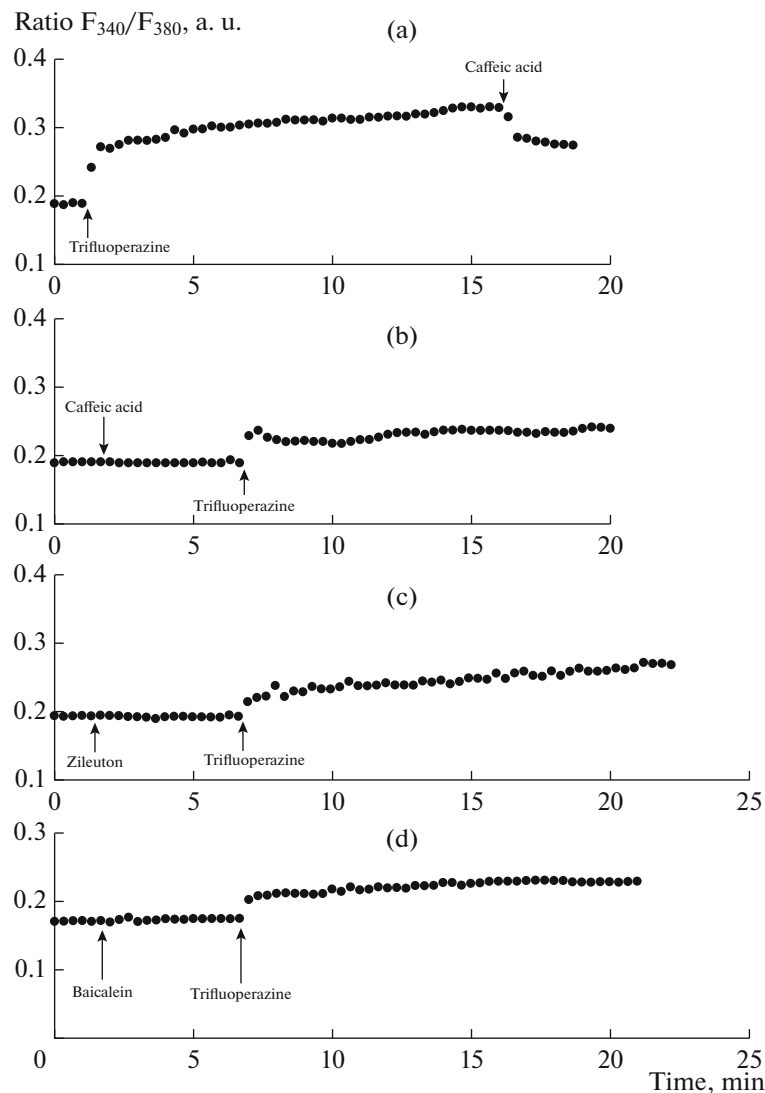 Ratio F340/F380, a. u.
(a)
0.4
Caffeic acid
0.3
0.2
Trifluoperazine
0.1
0 5 10 15 20
(b)
0.4
0.3
Caffeic acid
0.2
Trifluoperazine
0.1
0 5 10 15 20
0.4
(c)
0.3
0.2
Zileuton Trifluoperazine
0.1
0 5 10 15 20 25
0.3
(d)
0.2
0.1
Baicalein Trifluoperazine
0 5 10 15 20 25
Time, min